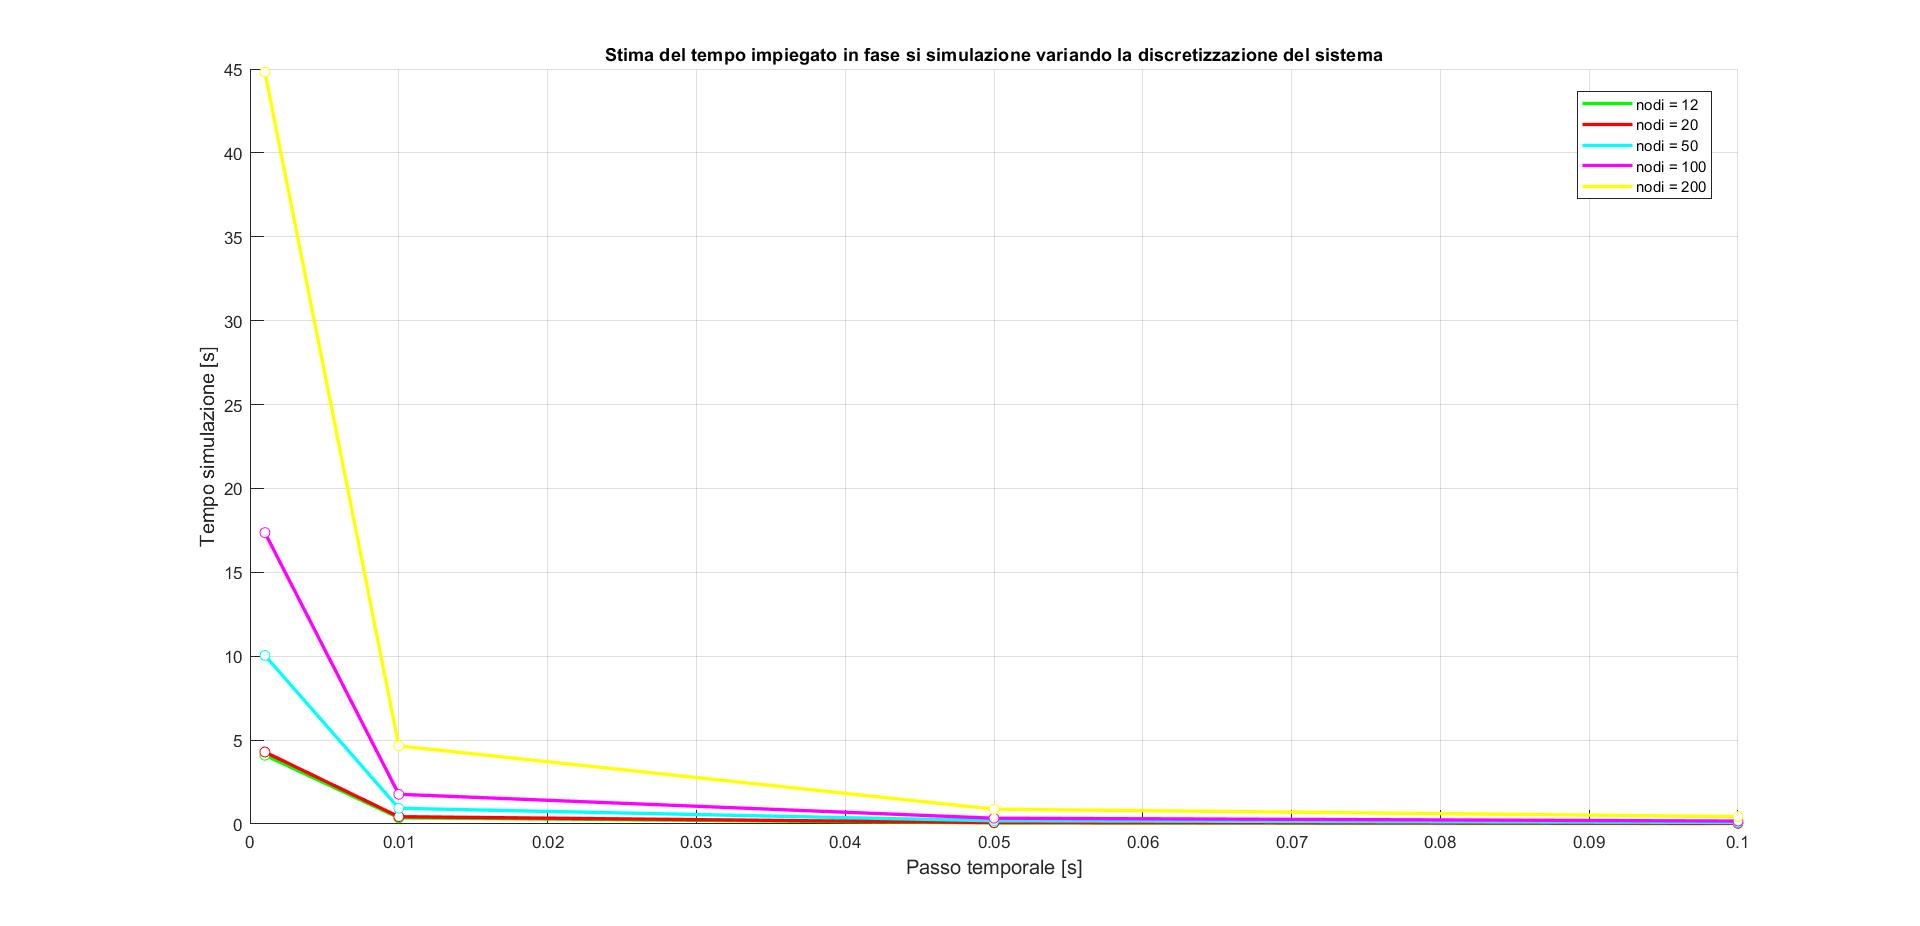 Stima del tempo impiegato in fase si simulazione variando la discretizzazione del sistema
45
40
35
30
25
20
15
10
5
0
Tempo simulazione [s]
nodi = 12
nodi = 20
nodi = 50
nodi = 100
nodi = 200
0 0.01 0.02 0.03 0.04 0.05 0.06 0.07 0.08 0.09 0.1
Passo temporale [s]